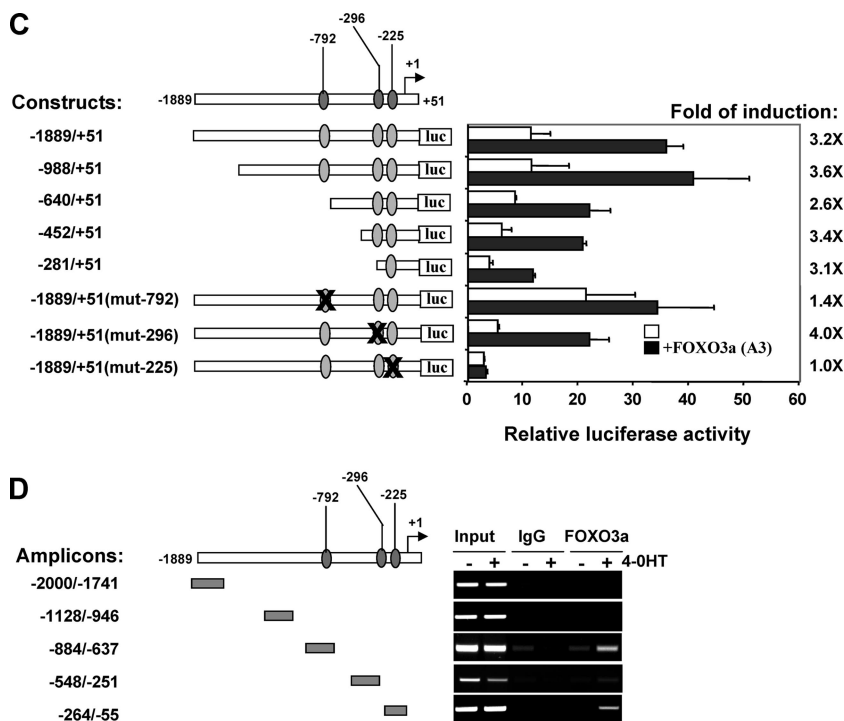 C
-296
-792
-225
+1
-1889
+51
Constructs:
Fold of induction:
-1889/+51
luc
3.2X
-988/+51
luc
3.6X
-640/+51
luc
2.6X
-452/+51
luc
3.4X
-281/+51
luc
3.1X
-1889/+51(mut-792)
X
luc
1.4X
-1889/+51(mut-296)
X
luc
4.0X
-1889/+51(mut-225)
X
luc
1.0X
+FOXO3a (A3)
0 10 20 30 40 50 60
Relative luciferase activity
D
-296
-792
-225
+1
-1889
Amplicons:
Input IgG FOXO3a
- + - + - + 4-0HT
-2000/-1741
-1128/-946
-884/-637
-548/-251
-264/-55